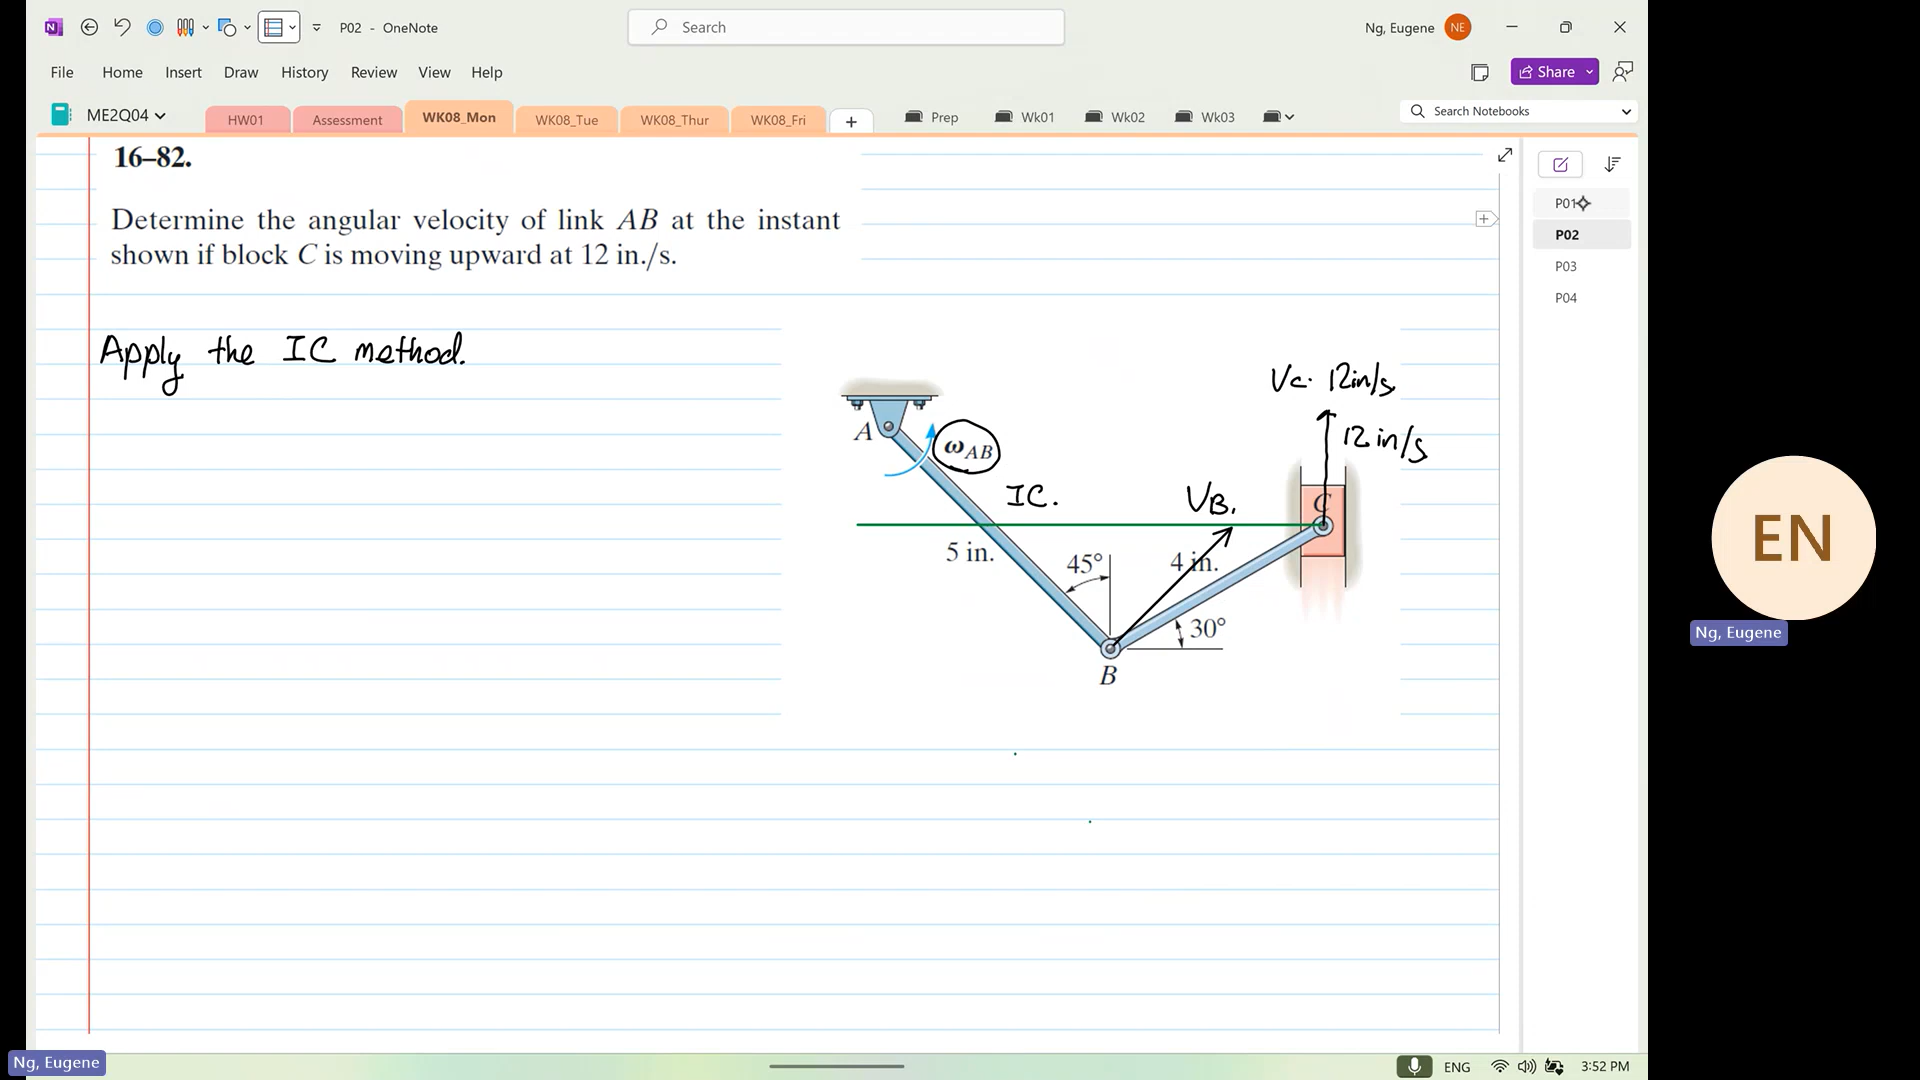 P02 - OneNote
Search
Ng, Eugene
NE
File Home Insert Draw History Review View Help
Share
ME2Q04
HW01
Assessment
WK08_Mon
WK08_Tue
WK08_Thur
WK08_Fri
+
Prep
Wk01
Wk02
Wk03
Search Notebooks
16–82.
Determine the angular velocity of link AB at the instant
shown if block C is moving upward at 12 in./s.
Apply the IC method.
Vc. 12in/s
12 in/s
A
ωAB
IC.
VB.
C
5 in.
45°
4 in.
30°
B
P01
P02
P03
P04
EN
Ng, Eugene
Ng, Eugene
ENG
3:52 PM